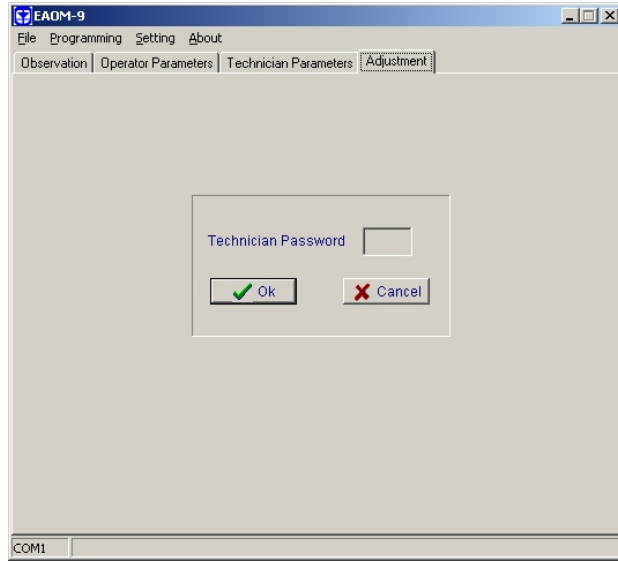 EAOM-9
File Programming Setting About
Observation Operator Parameters Technician Parameters Adjustment
Technician Password
Ok Cancel
COM1